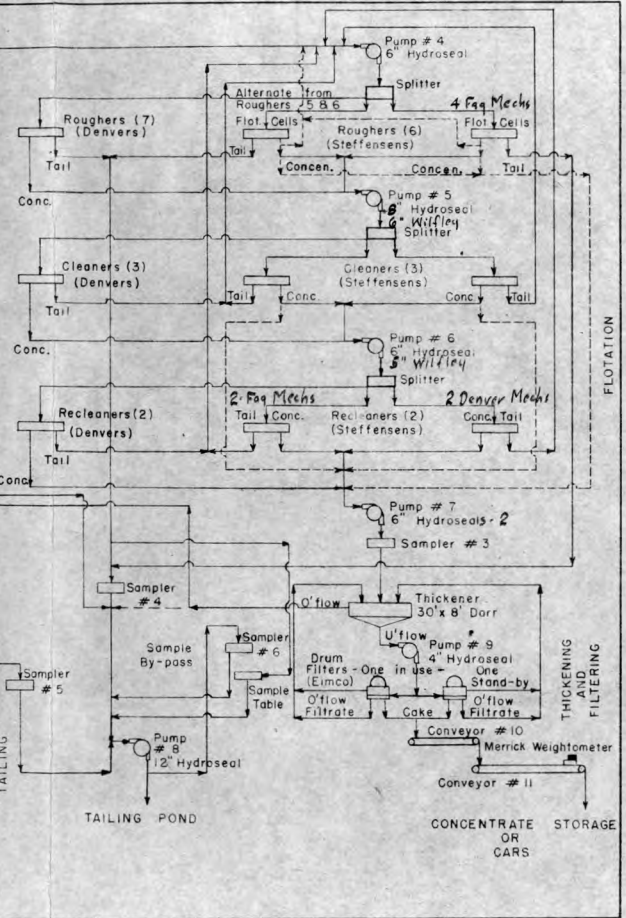 Pump # 4
6" Hydroseal
Splitter
Alternate from
Roughers 5 & 6
4 Fag Mechs
Roughers (7)
(Denvers)
Flot. Cells
Roughers (6)
(Steffensens)
Flot. Cells
Tail
Tail
Concen.
Concen.
Tail
Conc.
Pump # 5
8" Hydroseal
6" Wilfley
Splitter
Cleaners (3)
(Denvers)
Cleaners (3)
(Steffensens)
Tail
Tail
Conc.
Conc.
Tail
Conc.
Pump # 6
6" Hydroseal
5" Wilfley
Splitter
FLOTATION
2 Fag Mechs
2 Denver Mechs
Recleaners (2)
(Denvers)
Tail
Conc.
Recleaners (2)
(Steffensens)
Conc.
Tail
Tail
Conc.
Pump # 7
6" Hydroseals - 2
Sampler # 3
Sampler
# 4
O'flow
Thickener
30' x 8' Dorr
U'flow
Pump # 9
4" Hydroseal
Sample
By-pass
Sampler
# 6
Drum
Filters - One in use - One
(Eimco)
Stand-by
THICKENING
AND
FILTERING
Sampler
# 5
Sample
Table
O'flow
Filtrate
Cake
O'flow
Filtrate
TAILING
Pump
# 8
12" Hydroseal
Conveyor # 10
Merrick Weightometer
Conveyor # 11
TAILING POND
CONCENTRATE STORAGE
OR
CARS